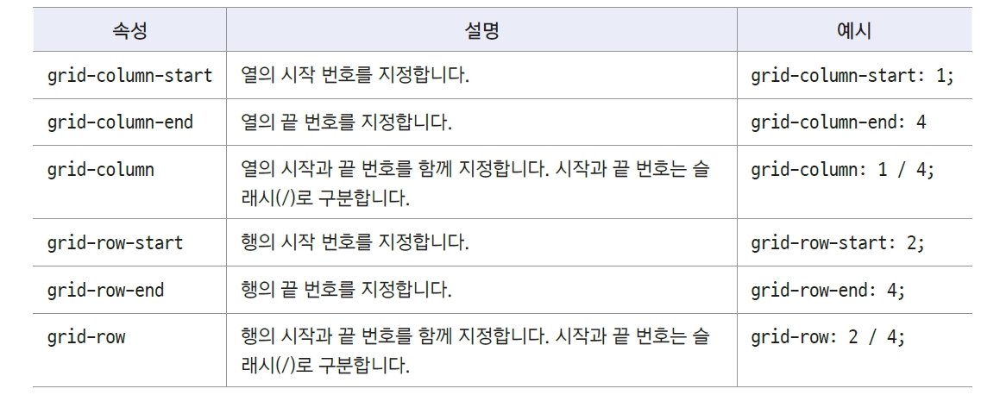 속성 설명 예시
grid-column-start 열의 시작 번호를 지정합니다. grid-column-start: 1;
grid-column-end 열의 끝 번호를 지정합니다. grid-column-end: 4
grid-column 열의 시작과 끝 번호를 함께 지정합니다. 시작과 끝 번호는 슬 grid-column: 1 / 4;
래시(/)로 구분합니다.
grid-row-start 행의 시작 번호를 지정합니다. grid-row-start: 2;
grid-row-end 행의 끝 번호를 지정합니다. grid-row-end: 4;
grid-row 행의 시작과 끝 번호를 함께 지정합니다. 시작과 끝 번호는 슬 grid-row: 2 / 4;
래시(/)로 구분합니다.